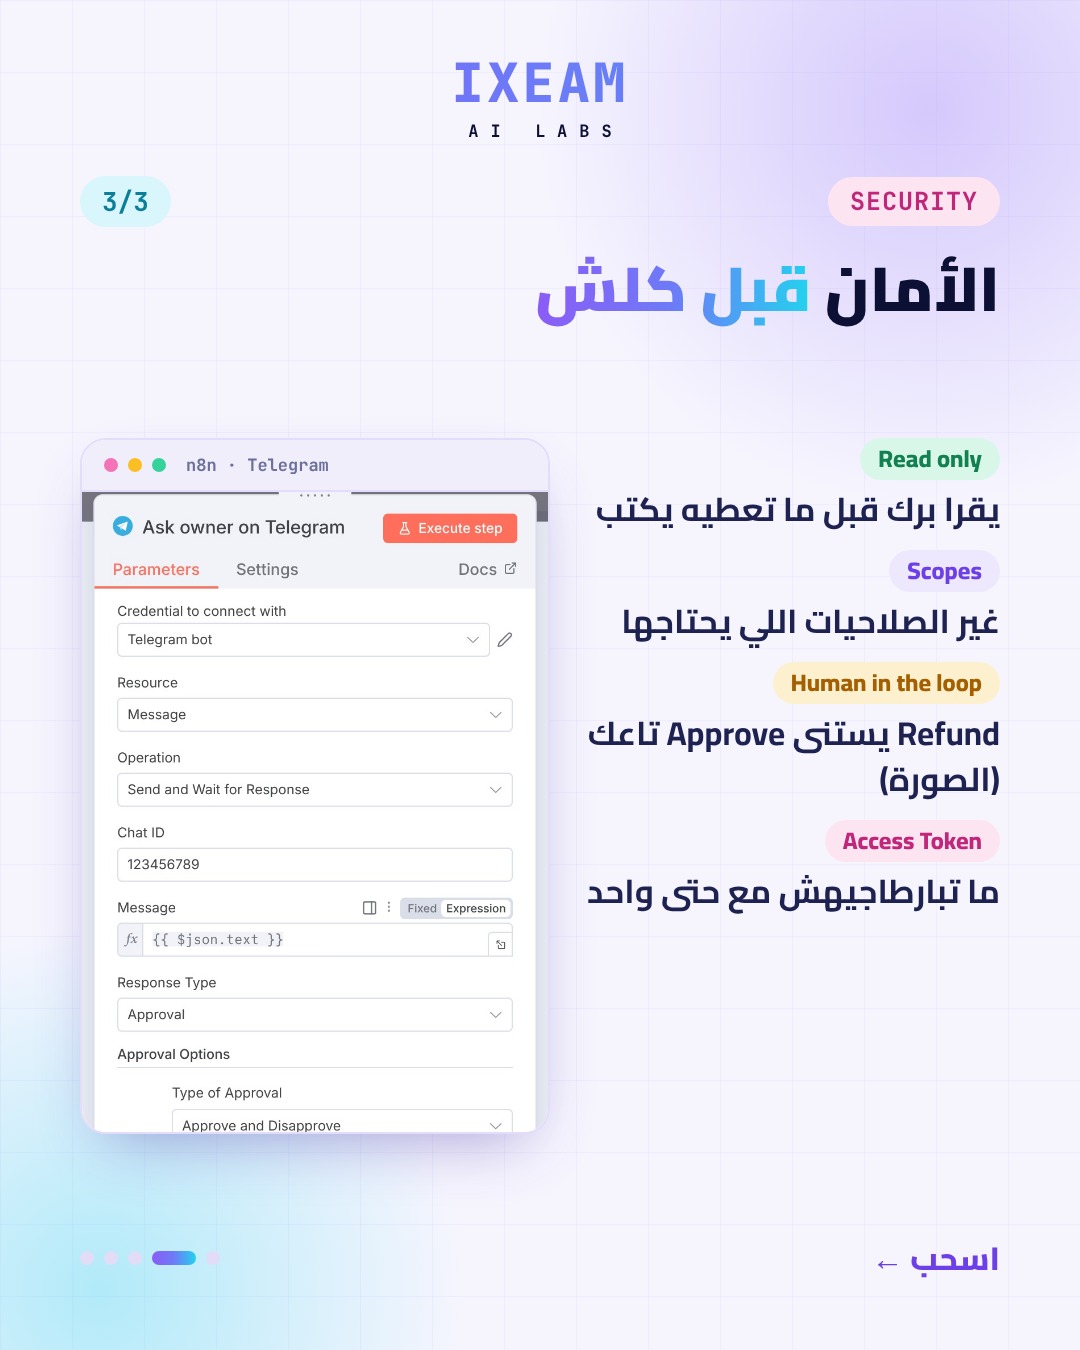 IXEAM
AI LABS
3/3
SECURITY
الأمان قبل كلش
Read only
يقرا برك قبل ما تعطيه يكتب
Scopes
غير الصلاحيات اللي يحتاجها
Human in the loop
Refund يستنى Approve تاعك
(الصورة)
Access Token
ما تبارطاجيهش مع حتى واحد
n8n · Telegram
Ask owner on Telegram
Execute step
Parameters
Settings
Docs
Credential to connect with
Telegram bot
Resource
Message
Operation
Send and Wait for Response
Chat ID
123456789
Message
Fixed
Expression
fx
{{ $json.text }}
Response Type
Approval
Approval Options
Type of Approval
Approve and Disapprove
اسحب ←